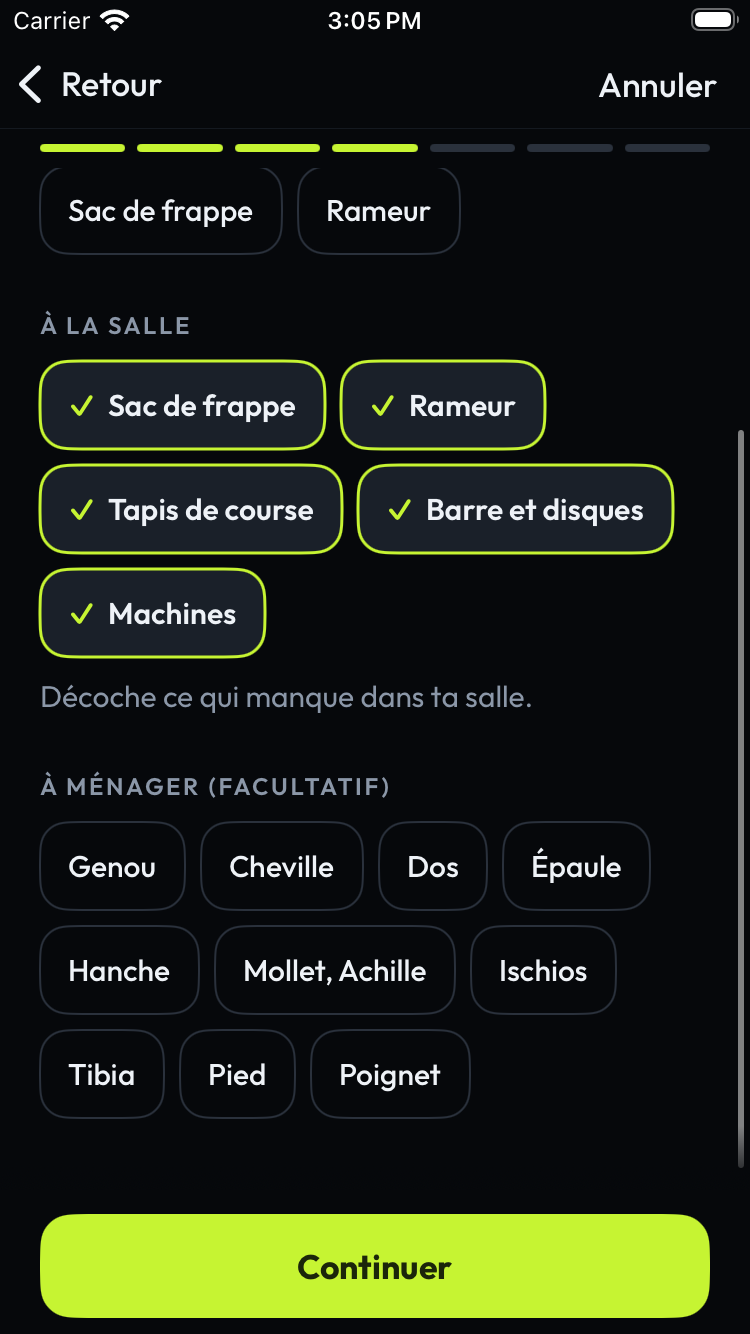 Carrier 3:05 PM
Retour Annuler
Sac de frappe Rameur
À LA SALLE
Sac de frappe Rameur
Tapis de course Barre et disques
Machines
Décoche ce qui manque dans ta salle.
À MÉNAGER (FACULTATIF)
Genou Cheville Dos Épaule
Hanche Mollet, Achille Ischios
Tibia Pied Poignet
Continuer